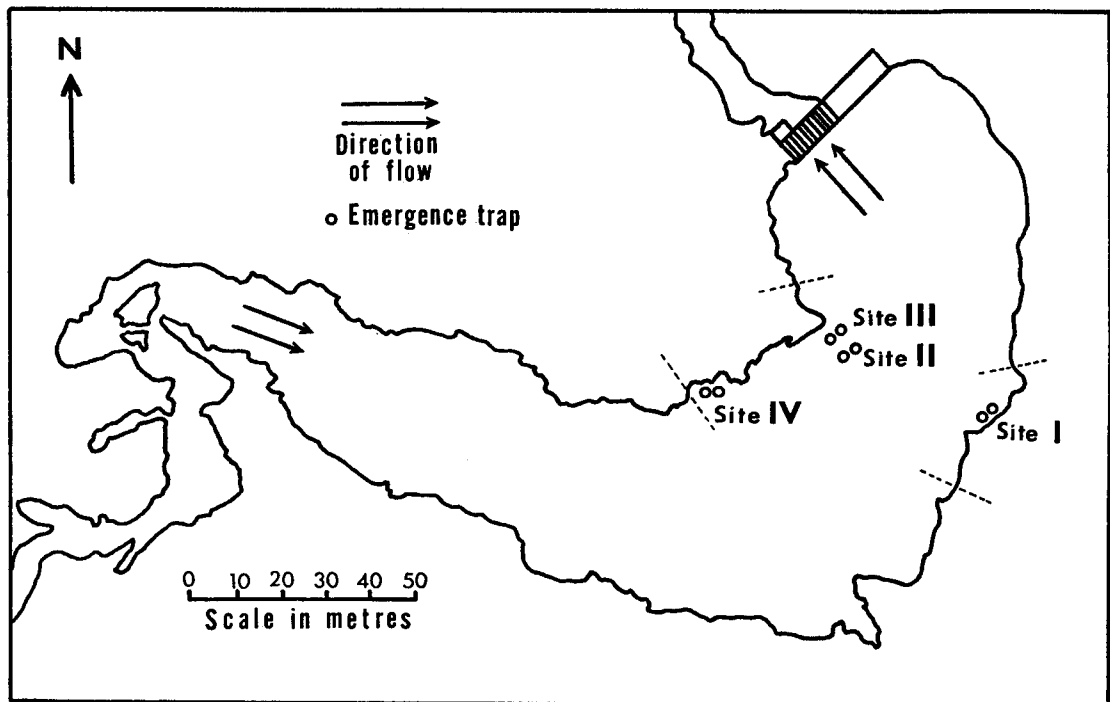 N
Direction
of flow
Emergence trap
Site III
Site II
Site IV
Site I
0 10 20 30 40 50
Scale in metres